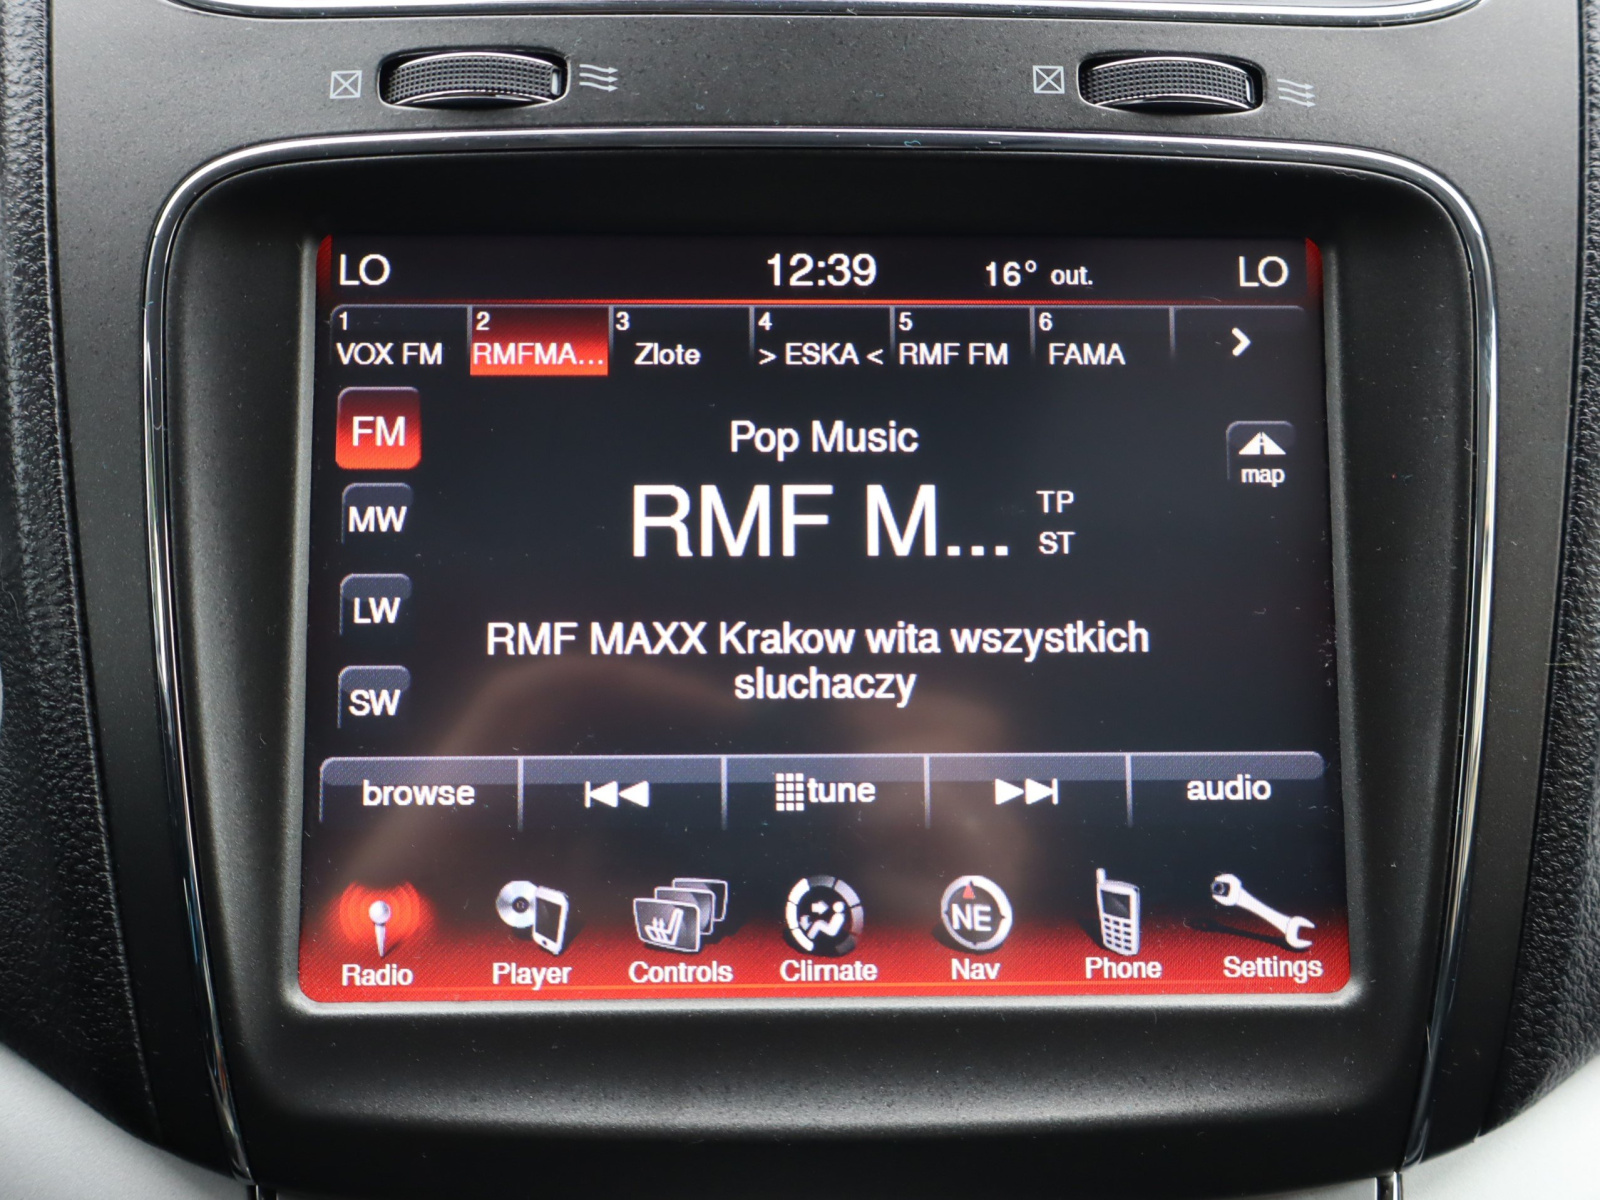 LO 12:39 16° out. LO
1 2 3 4 5 6
VOX FM RMFMA... Zlote > ESKA < RMF FM FAMA
FM
Pop Music
map
MW
RMF M...
TP
ST
LW
RMF MAXX Krakow wita wszystkich
sluchaczy
SW
browse tune audio
NE
Radio Player Controls Climate Nav Phone Settings